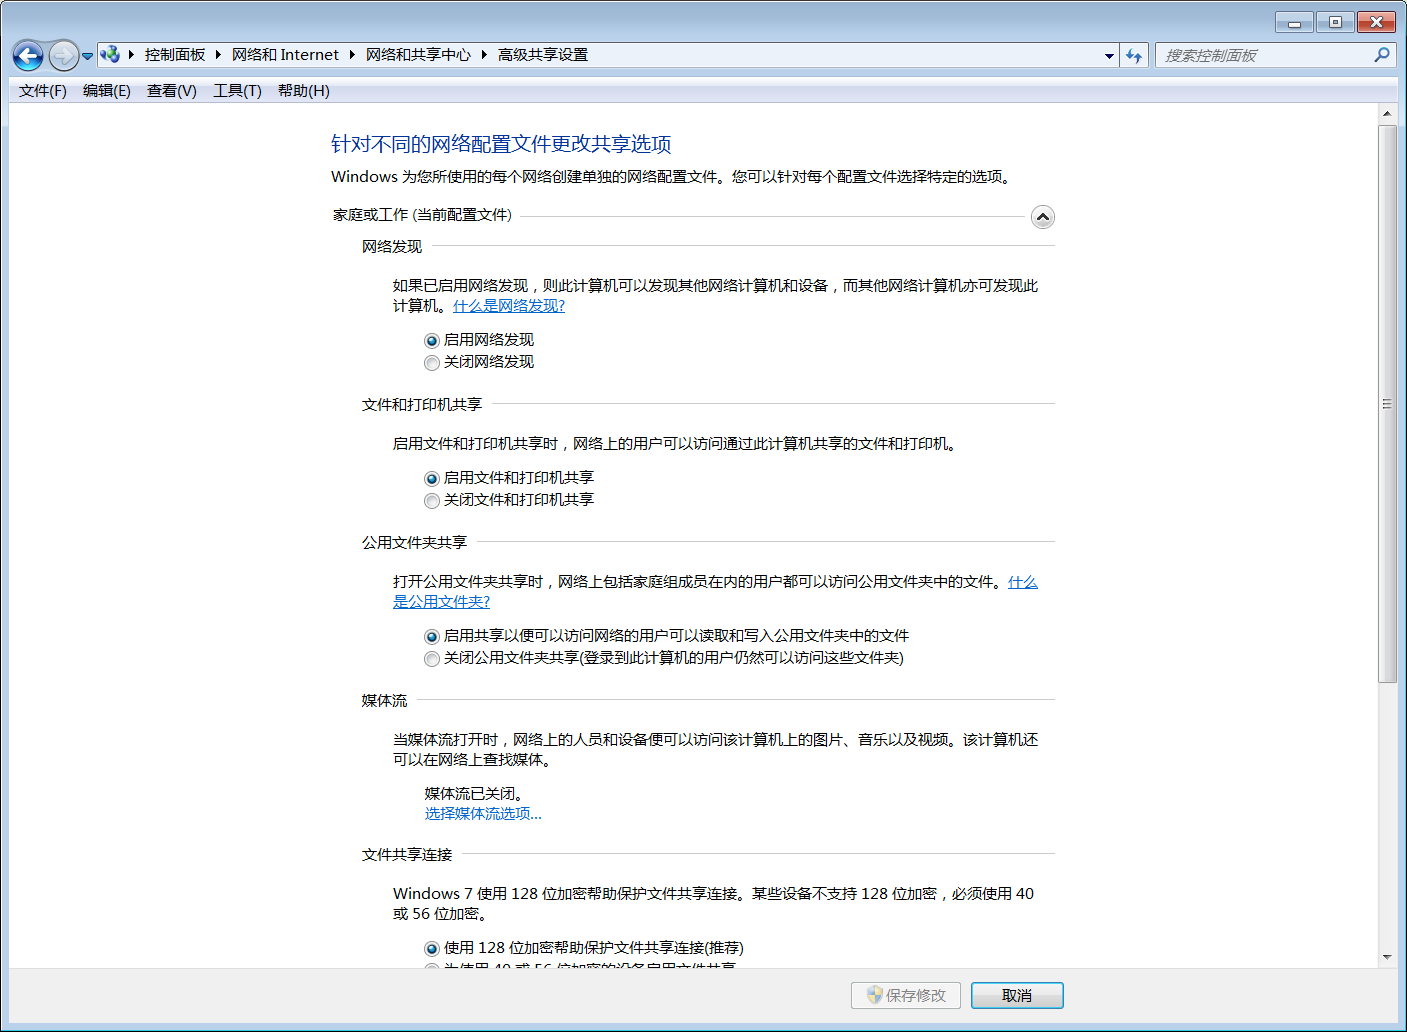 控制面板 网络和 Internet 网络和共享中心 高级共享设置 搜索控制面板
文件(F) 编辑(E) 查看(V) 工具(T) 帮助(H)
针对不同的网络配置文件更改共享选项
Windows 为您所使用的每个网络创建单独的网络配置文件。您可以针对每个配置文件选择特定的选项。
家庭或工作 (当前配置文件)
网络发现
如果已启用网络发现，则此计算机可以发现其他网络计算机和设备，而其他网络计算机亦可发现此
计算机。什么是网络发现?
启用网络发现
关闭网络发现
文件和打印机共享
启用文件和打印机共享时，网络上的用户可以访问通过此计算机共享的文件和打印机。
启用文件和打印机共享
关闭文件和打印机共享
公用文件夹共享
打开公用文件夹共享时，网络上包括家庭组成员在内的用户都可以访问公用文件夹中的文件。什么
是公用文件夹?
启用共享以便可以访问网络的用户可以读取和写入公用文件夹中的文件
关闭公用文件夹共享(登录到此计算机的用户仍然可以访问这些文件夹)
媒体流
当媒体流打开时，网络上的人员和设备便可以访问该计算机上的图片、音乐以及视频。该计算机还
可以在网络上查找媒体。
媒体流已关闭。
选择媒体流选项...
文件共享连接
Windows 7 使用 128 位加密帮助保护文件共享连接。某些设备不支持 128 位加密，必须使用 40
或 56 位加密。
使用 128 位加密帮助保护文件共享连接(推荐)
为使用 40 或 56 位加密的设备启用文件共享
保存修改 取消